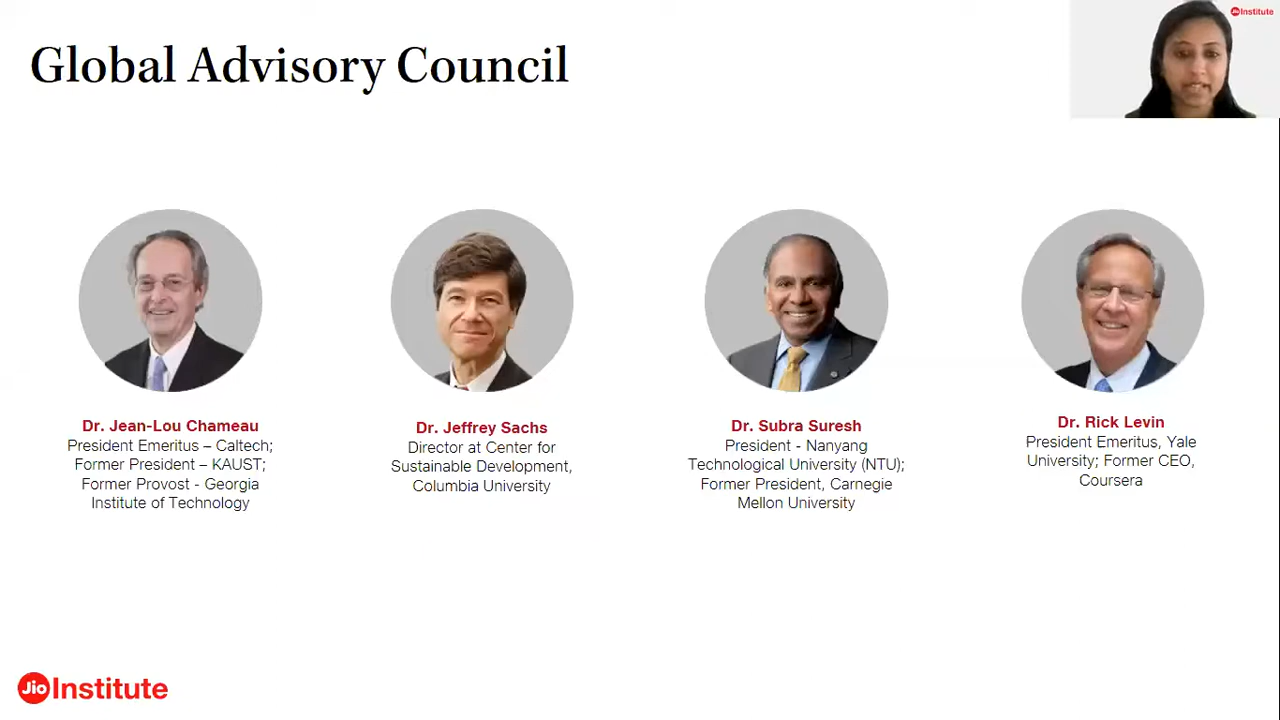 Jio Institute
Global Advisory Council
Dr. Jean-Lou Chameau
President Emeritus – Caltech;
Former President – KAUST;
Former Provost - Georgia
Institute of Technology
Dr. Jeffrey Sachs
Director at Center for
Sustainable Development,
Columbia University
Dr. Subra Suresh
President - Nanyang
Technological University (NTU);
Former President, Carnegie
Mellon University
Dr. Rick Levin
President Emeritus, Yale
University; Former CEO,
Coursera
Jio Institute